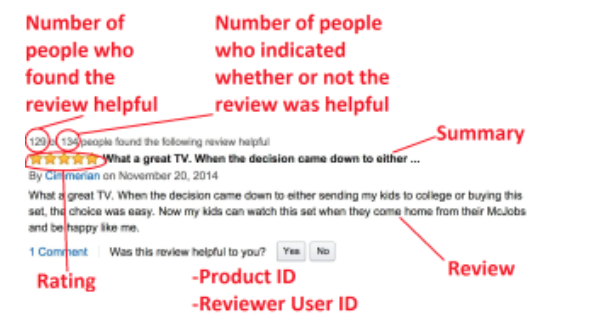 Number of people who found the review helpful
Number of people who indicated whether or not the review was helpful
129 of 134 people found the following review helpful
What a great TV. When the decision came down to either ...
Summary
By Cimmerian on November 20, 2014
What a great TV. When the decision came down to either sending my kids to college or buying this
set, the choice was easy. Now my kids can watch this set when they come home from their McJobs
and be happy like me.
1 Comment Was this review helpful to you? Yes No
Rating
-Product ID
-Reviewer User ID
Review